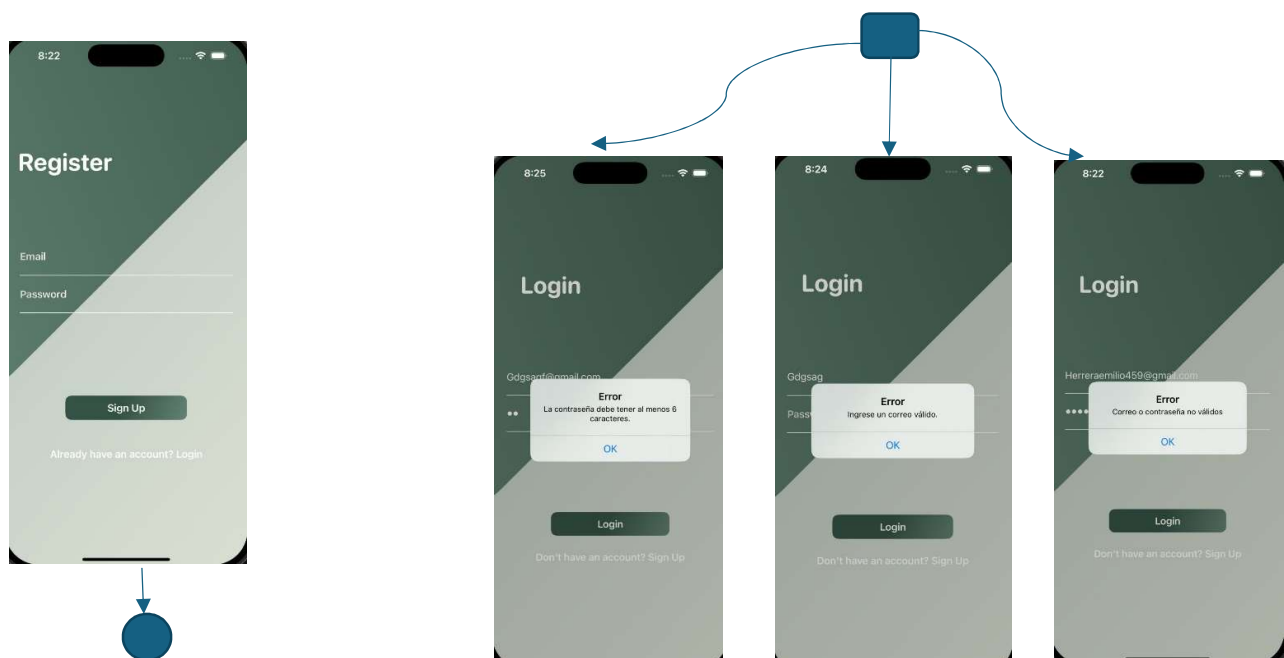 8:22
Register
Email
Password
Sign Up
Already have an account? Login
8:25
Login
Gdgsagf@gmail.com
••
Error
La contraseña debe tener al menos 6
caracteres.
OK
Login
Don't have an account? Sign Up
8:24
Login
Gdgsag
Error
Ingrese un correo válido.
OK
Login
Don't have an account? Sign Up
8:22
Login
Herreraemilio459@gmail.com
••••
Error
Correo o contraseña no válidos
OK
Login
Don't have an account? Sign Up